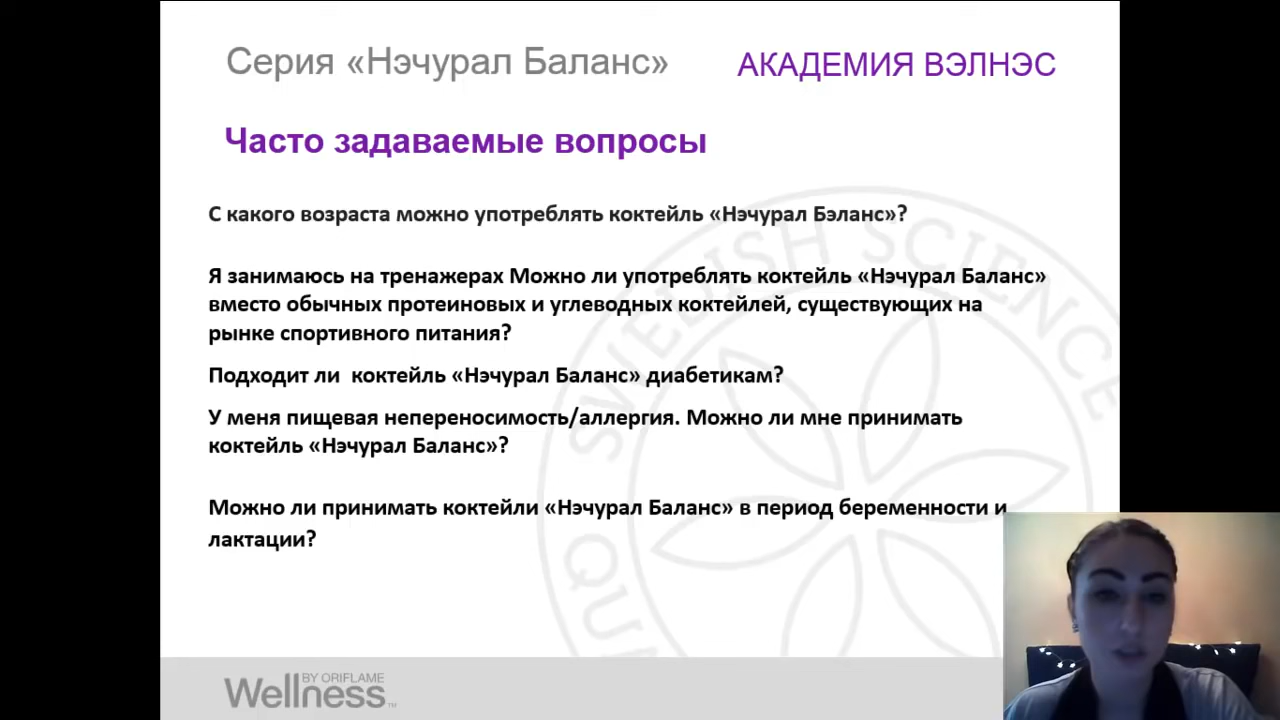 Серия «Нэчурал Баланс»
АКАДЕМИЯ ВЭЛНЭС
Часто задаваемые вопросы
С какого возраста можно употреблять коктейль «Нэчурал Бэланс»?
Я занимаюсь на тренажерах Можно ли употреблять коктейль «Нэчурал Баланс»
вместо обычных протеиновых и углеводных коктейлей, существующих на
рынке спортивного питания?
Подходит ли коктейль «Нэчурал Баланс» диабетикам?
У меня пищевая непереносимость/аллергия. Можно ли мне принимать
коктейль «Нэчурал Баланс»?
Можно ли принимать коктейли «Нэчурал Баланс» в период беременности и
лактации?
SWEDISH SCIENCE
BY ORIFLAME
Wellness™